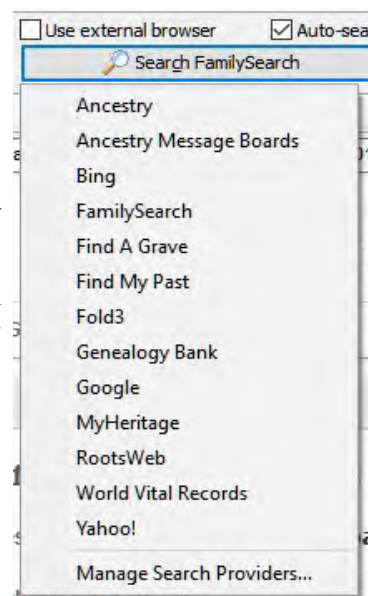 Use external browser Auto-sea
Search FamilySearch
Ancestry
Ancestry Message Boards
Bing
FamilySearch
Find A Grave
Find My Past
Fold3
Genealogy Bank
Google
MyHeritage
RootsWeb
World Vital Records
Yahoo!
Manage Search Providers...